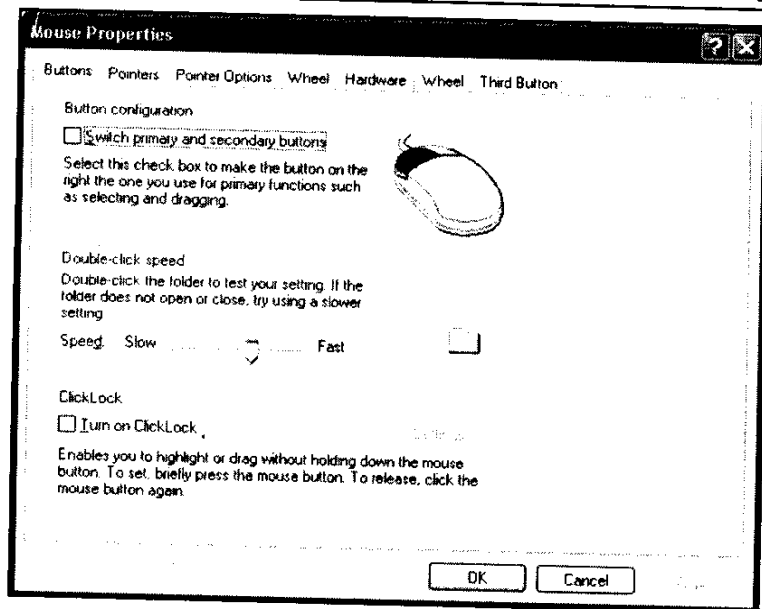 Mouse Properties
Buttons Pointers Pointer Options Wheel Hardware Wheel Third Button
Button configuration
Switch primary and secondary buttons
Select this check box to make the button on the
right the one you use for primary functions such
as selecting and dragging.
Double-click speed
Double-click the folder to test your setting. If the
folder does not open or close, try using a slower
setting
Speed. Slow Fast
ClickLock
Turn on ClickLock
Enables you to highlight or drag without holding down the mouse
button. To set, briefly press the mouse button. To release, click the
mouse button again.
OK Cancel